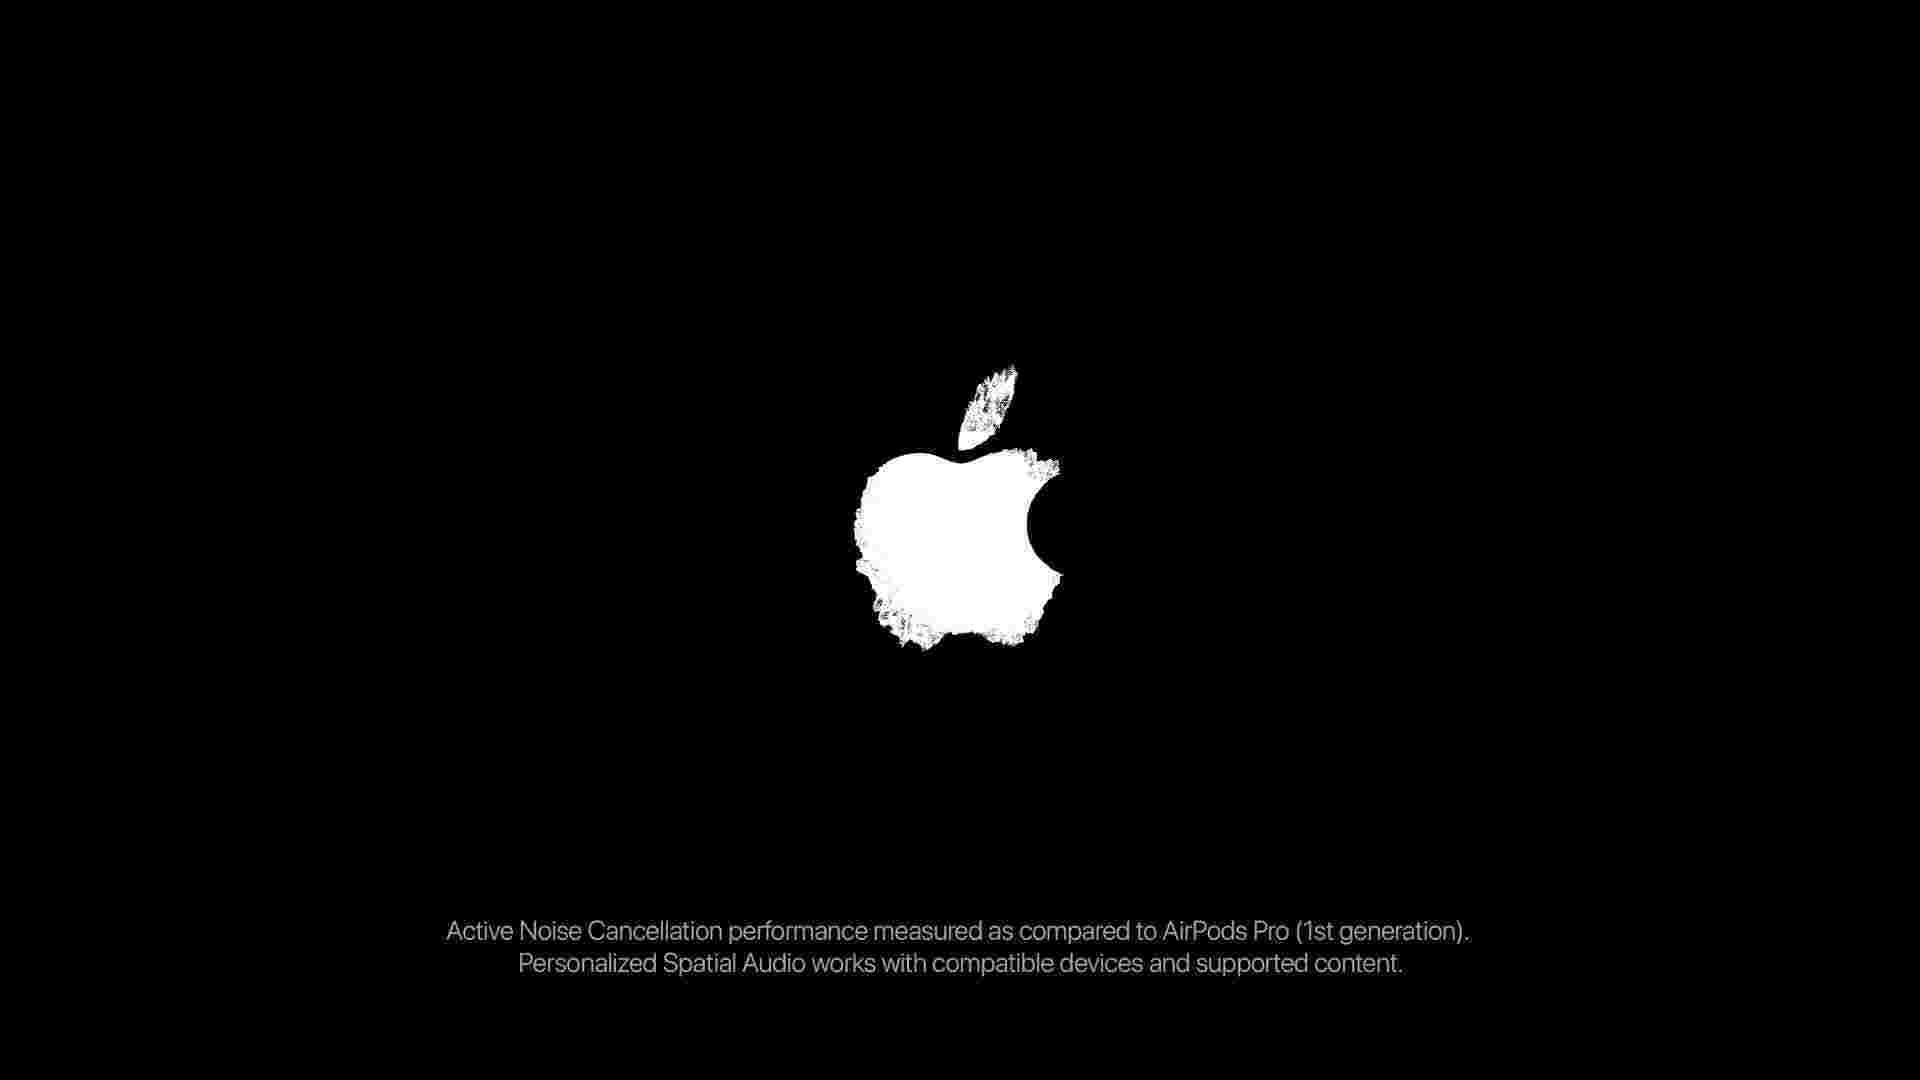 Active Noise Cancellation performance measured as compared to AirPods Pro (1st generation).
Personalized Spatial Audio works with compatible devices and supported content.